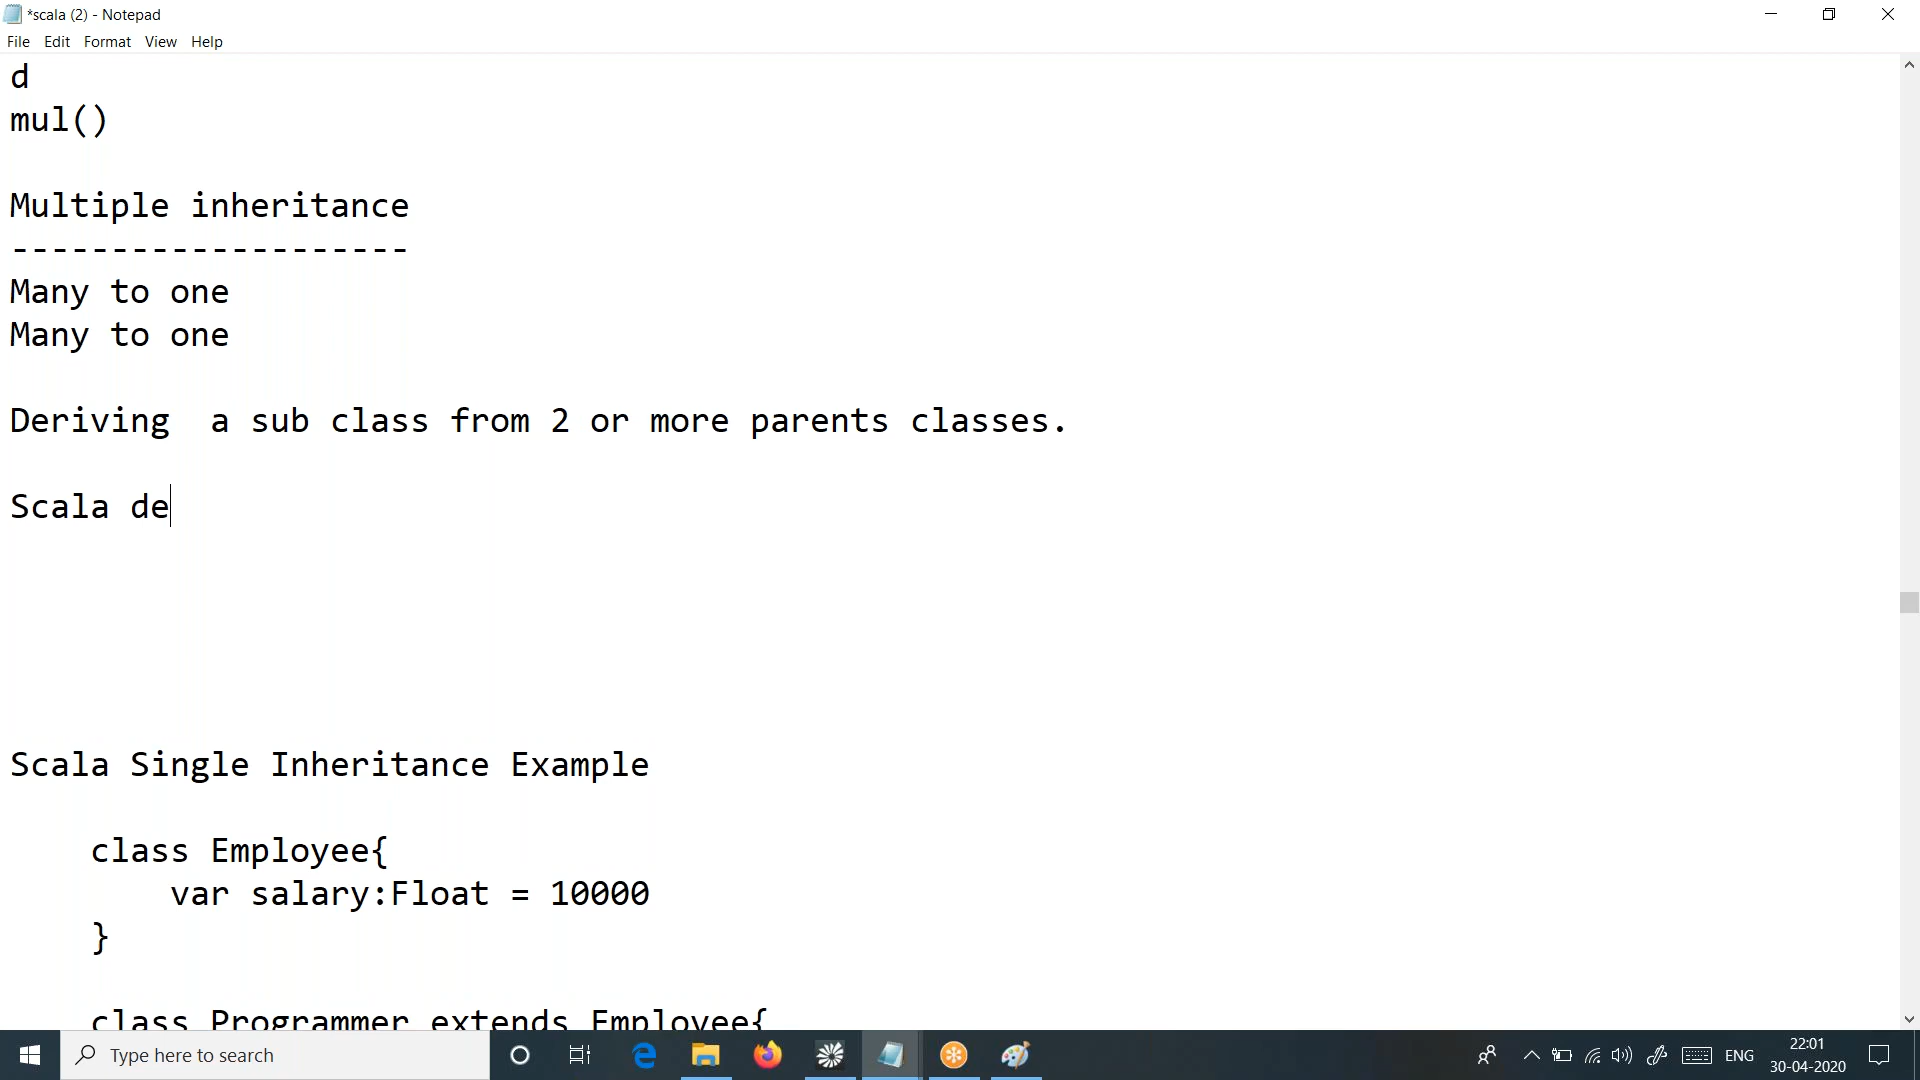 *scala (2) - Notepad
File Edit Format View Help
d
mul()
Multiple inheritance
--------------------
Many to one
Many to one
Deriving  a sub class from 2 or more parents classes.
Scala de
Scala Single Inheritance Example
class Employee{
var salary:Float = 10000
}
class Programmer extends Employee{
Type here to search
ENG
22:01
30-04-2020